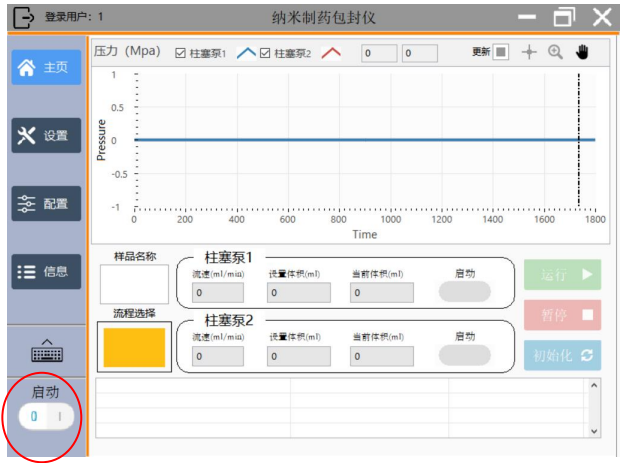 登录用户: 1
纳米制药包封仪
主页
设置
配置
信息
启动
0 I
压力 (Mpa)
柱塞泵1
柱塞泵2
0
0
更新
Pressure
1
0.5
0
-0.5
-1
0 200 400 600 800 1000 1200 1400 1600 1800
Time
样品名称
流程选择
柱塞泵1
流速(ml/min) 设置体积(ml) 当前体积(ml) 启动
0 0 0
柱塞泵2
流速(ml/min) 设置体积(ml) 当前体积(ml) 启动
0 0 0
运行
暂停
初始化